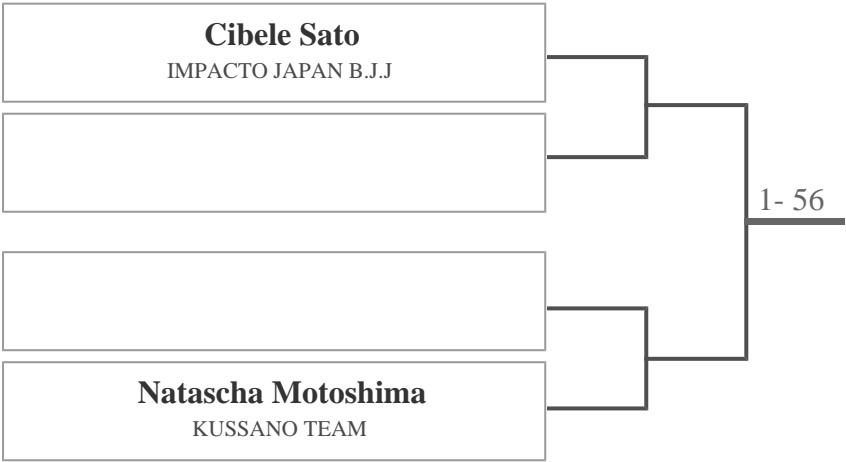 Cibele Sato
IMPACTO JAPAN B.J.J
1- 56
Natascha Motoshima
KUSSANO TEAM